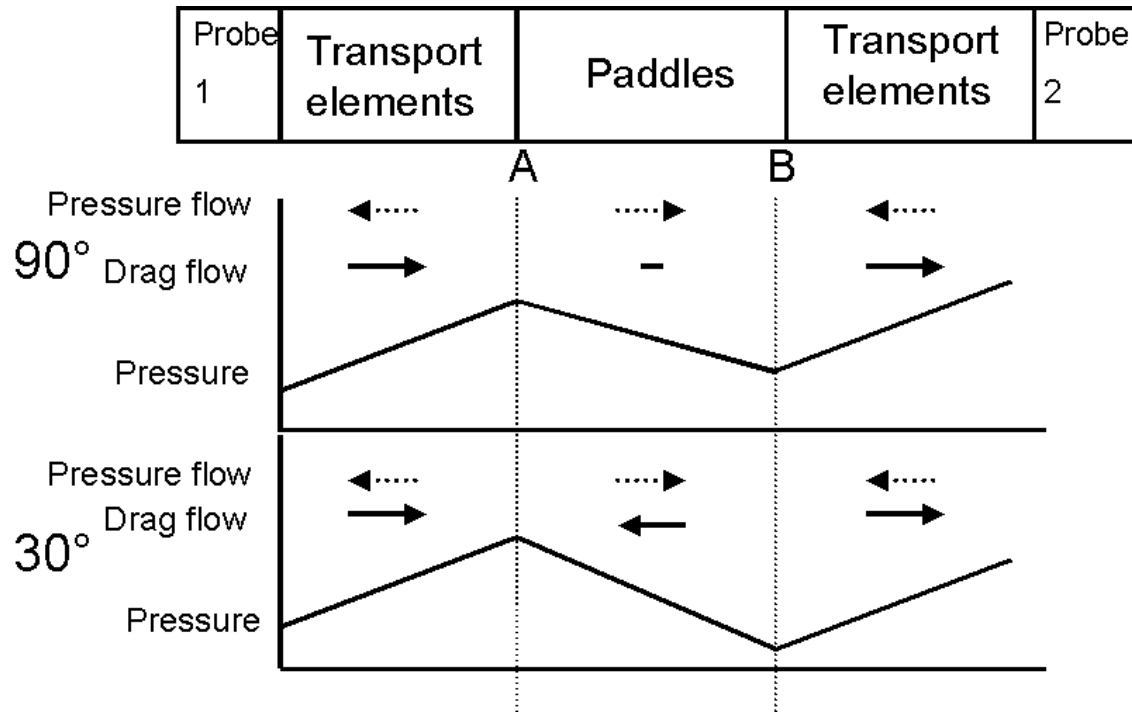 Probe
1
Transport
elements
Paddles
Transport
elements
Probe
2
A
B
Pressure flow
90°
Drag flow
Pressure
Pressure flow
Drag flow
30°
Pressure